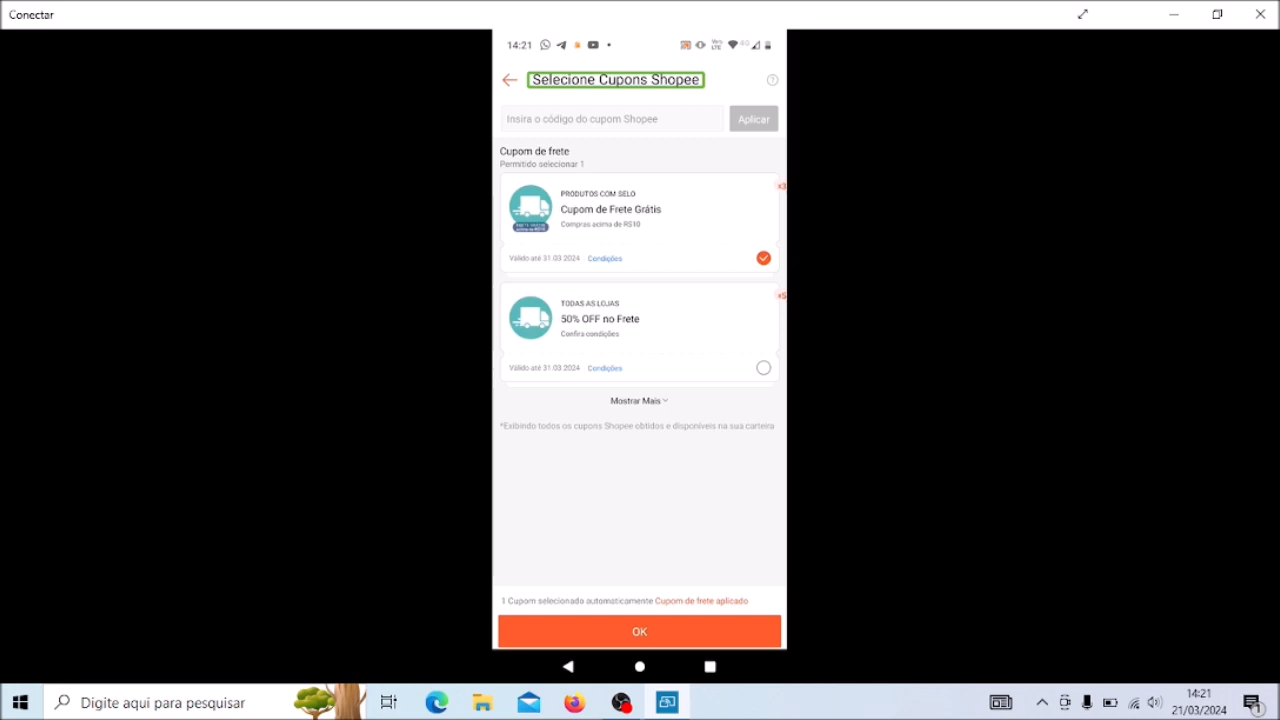 Conectar
14:21
4G
Selecione Cupons Shopee
Insira o código do cupom Shopee
Aplicar
Cupom de frete
Permitido selecionar 1
x3
PRODUTOS COM SELO
Cupom de Frete Grátis
Compras acima de R$10
Válido até 31.03.2024 Condições
x5
TODAS AS LOJAS
50% OFF no Frete
Confira condições
Válido até 31.03.2024 Condições
Mostrar Mais
*Exibindo todos os cupons Shopee obtidos e disponíveis na sua carteira
1 Cupom selecionado automaticamente Cupom de frete aplicado
OK
Digite aqui para pesquisar
14:21
21/03/2024
1